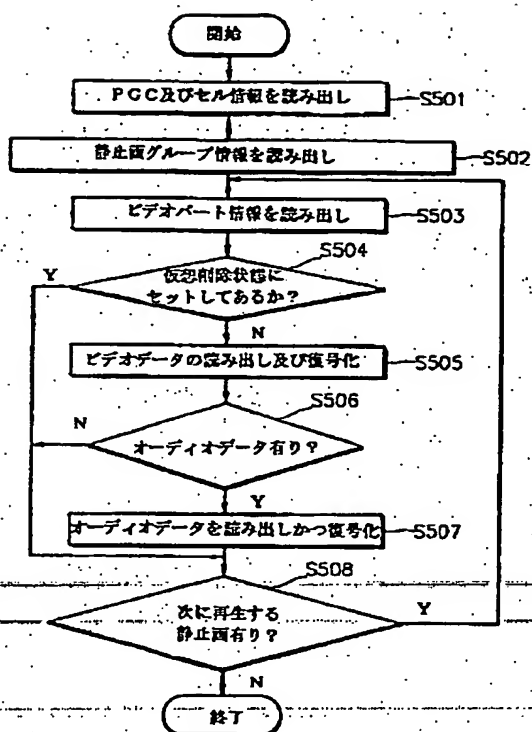 開始
PGC及びセル情報を読み出し
S501
静止画グループ情報を読み出し
S502
ビデオパート情報を読み出し
S503
S504
Y
仮想削除状態に
セットしてあるか?
N
ビデオデータの読み出し及び復号化
S505
S506
N
オーディオデータ有り?
Y
オーディオデータを読み出しかつ復号化
S507
S508
次に再生する
静止画有り?
Y
N
終了